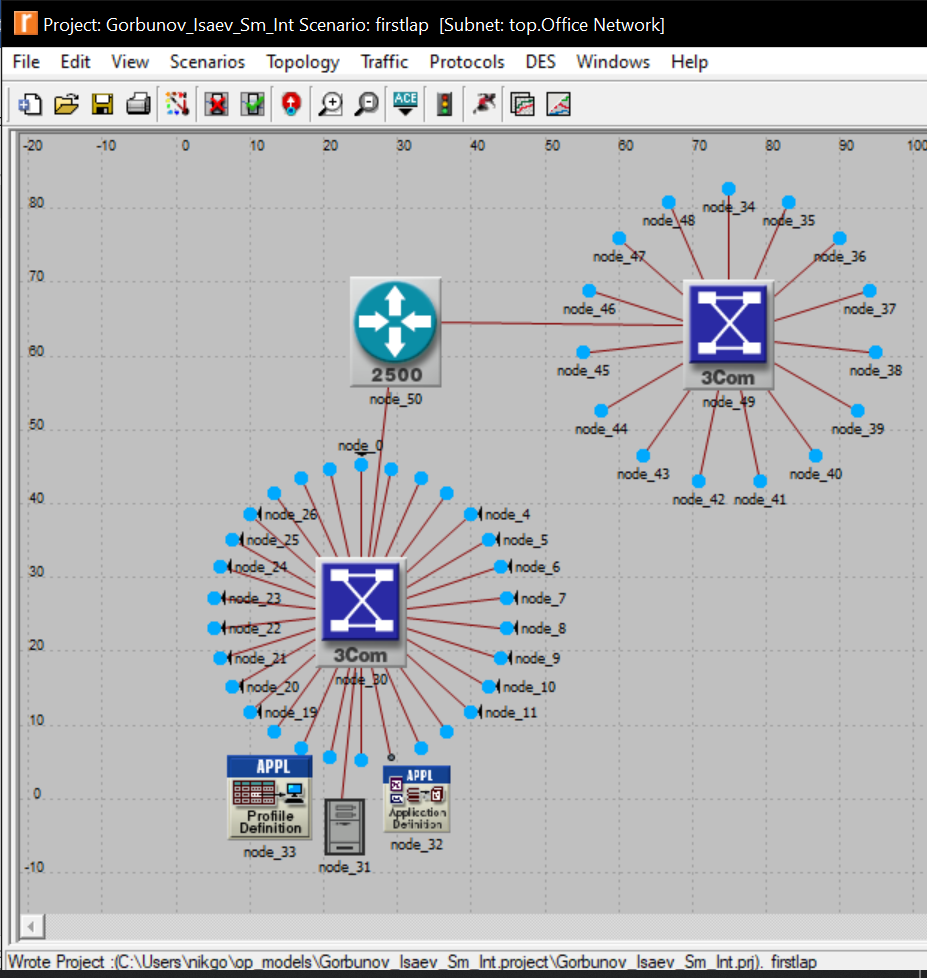 Project: Gorbunov_Isaev_Sm_Int Scenario: firstlap [Subnet: top.Office Network]
File Edit View Scenarios Topology Traffic Protocols DES Windows Help
ACE
-20 -10 0 10 20 30 40 50 60 70 80 90 100
80
70
60
50
40
30
20
10
0
-10
node_34
node_48
node_35
node_47
node_36
node_46
node_37
node_45
node_38
node_44
node_39
node_43
node_40
node_42
node_41
3Com
node_49
2500
node_50
node_0
node_26
node_4
node_25
node_5
node_24
node_6
node_23
node_7
node_22
node_8
node_21
node_9
node_20
node_10
node_19
node_11
3Com
node_30
APPL
Profiile
Definition
node_33
node_31
APPL
Application
Definition
node_32
Wrote Project :(C:\Users\nikgo\op_models\Gorbunov_Isaev_Sm_Int.project\Gorbunov_Isaev_Sm_Int.prj). firstlap